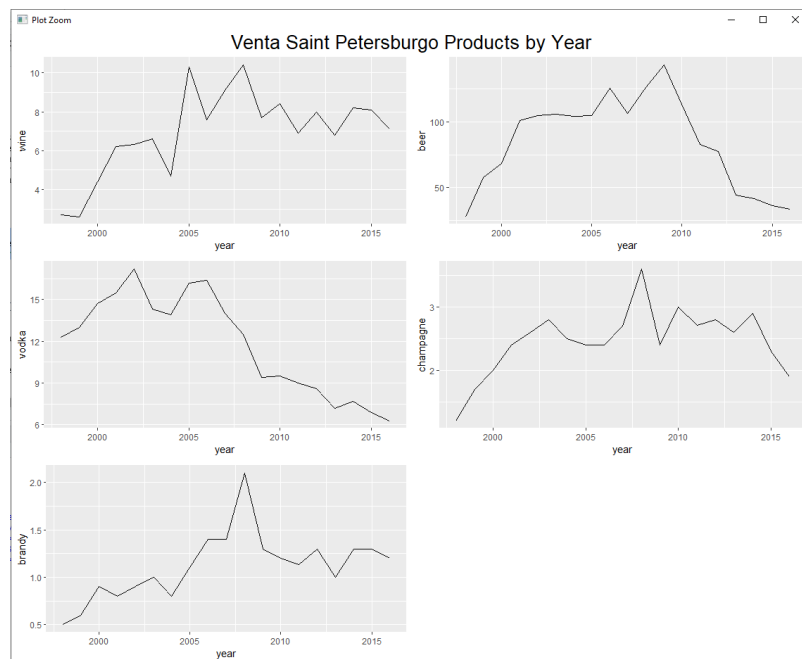 Plot Zoom
Venta Saint Petersburgo Products by Year
10
8
6
4
wine
2000 2005 2010 2015
year
100
50
beer
2000 2005 2010 2015
year
15
12
9
6
vodka
2000 2005 2010 2015
year
3
2
champagne
2000 2005 2010 2015
year
2.0
1.5
1.0
0.5
brandy
2000 2005 2010 2015
year